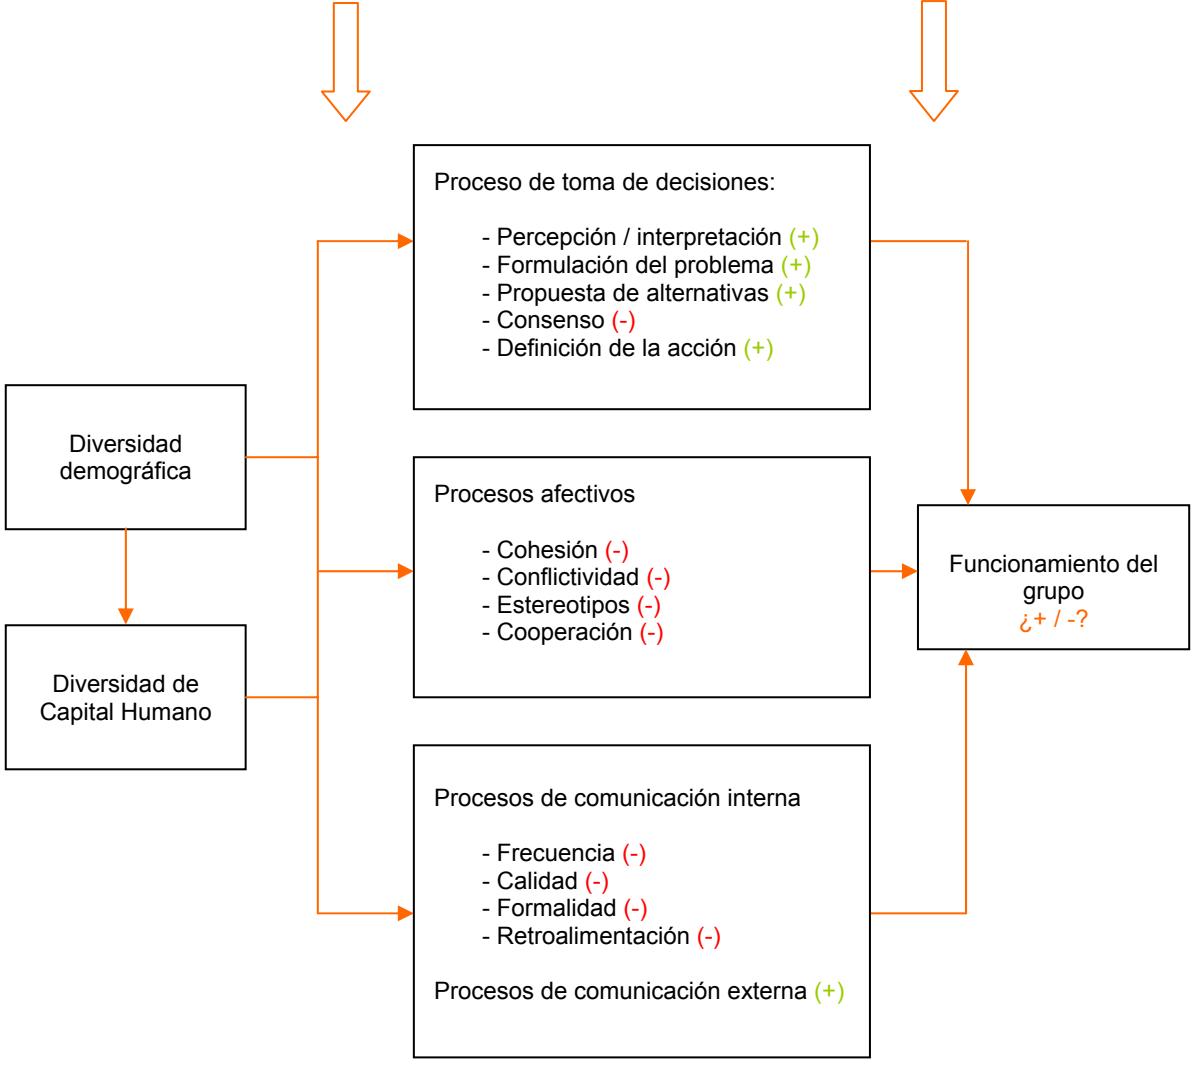 Proceso de toma de decisiones:
- Percepción / interpretación (+)
- Formulación del problema (+)
- Propuesta de alternativas (+)
- Consenso (-)
- Definición de la acción (+)
Diversidad
demográfica
Diversidad de
Capital Humano
Procesos afectivos
- Cohesión (-)
- Conflictividad (-)
- Estereotipos (-)
- Cooperación (-)
Procesos de comunicación interna
- Frecuencia (-)
- Calidad (-)
- Formalidad (-)
- Retroalimentación (-)
Procesos de comunicación externa (+)
Funcionamiento del
grupo
¿+ / -?